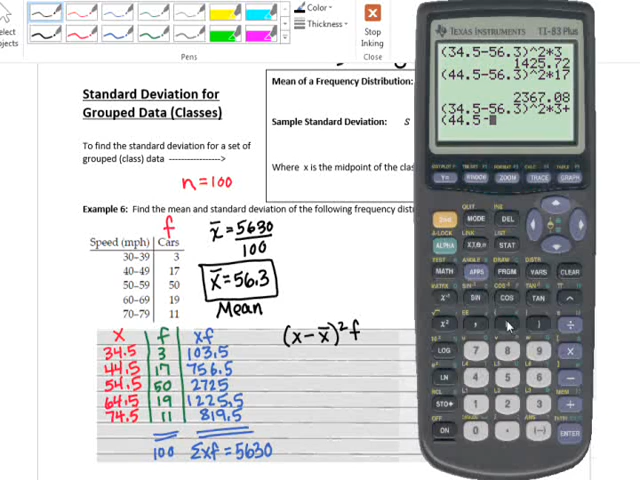 elect
ojects
Pens
Color
Thickness
Stop
Inking
Standard Deviation for
Grouped Data (Classes)
To find the standard deviation for a set of
grouped (class) data ---------------->
n=100
Mean of a Frequency Distribution:
Sample Standard Deviation: s
Where x is the midpoint of the clas
Example 6: Find the mean and standard deviation of the following frequency dist
f
Speed (mph) Cars
30–39 3
40–49 17
50–59 50
60–69 19
70–79 11
x̄ = 5630
100
x̄ = 56.3
Mean
x f xf
34.5 3 103.5
44.5 17 756.5
54.5 50 2725
64.5 19 1225.5
74.5 11 819.5
100 Σxf = 5630
(x-x̄)²f
TEXAS INSTRUMENTS TI-83 Plus
(34.5-56.3)^2*3
1425.72
(44.5-56.3)^2*17
2367.08
(34.5-56.3)^2*3+
(44.5-
Y= WINDOW ZOOM TRACE GRAPH
2nd MODE DEL
ALPHA X,T,θ,n STAT
MATH APPS PRGM VARS CLEAR
x⁻¹ SIN COS TAN ^
x² , ( ) ÷
LOG 7 8 9 ×
LN 4 5 6 −
STO▸ 1 2 3 +
ON 0 . (−) ENTER